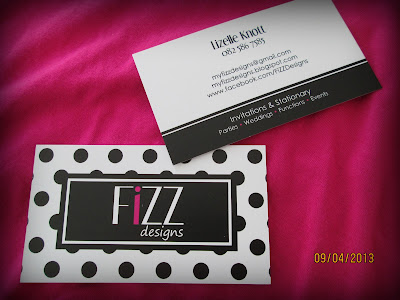 Lizelle Knott
082 586 7585
myfizzdesigns@gmail.com
myfizzdesigns.blogspot.com
www.facebook.com/FIZZDesigns
Invitations & Stationary
Parties • Weddings • Functions • Events
FiZZ
designs
09/04/2013